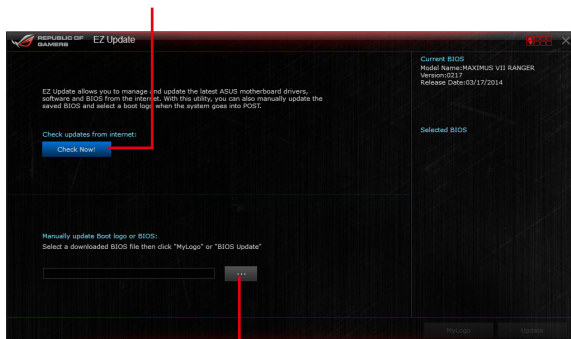 REPUBLIC OF
GAMERS
EZ Update
Current BIOS
Model Name:MAXIMUS VII RANGER
Version:0217
Release Date:03/17/2014
EZ Update allows you to manage and update the latest ASUS motherboard drivers,
software and BIOS from the internet. With this utility, you can also manually update the
saved BIOS and select a boot logo when the system goes into POST.
Check updates from internet:
Selected BIOS
Check Now!
Manually update Boot logo or BIOS:
Select a downloaded BIOS file then click "MyLogo" or "BIOS Update"
...
MyLogo
Update